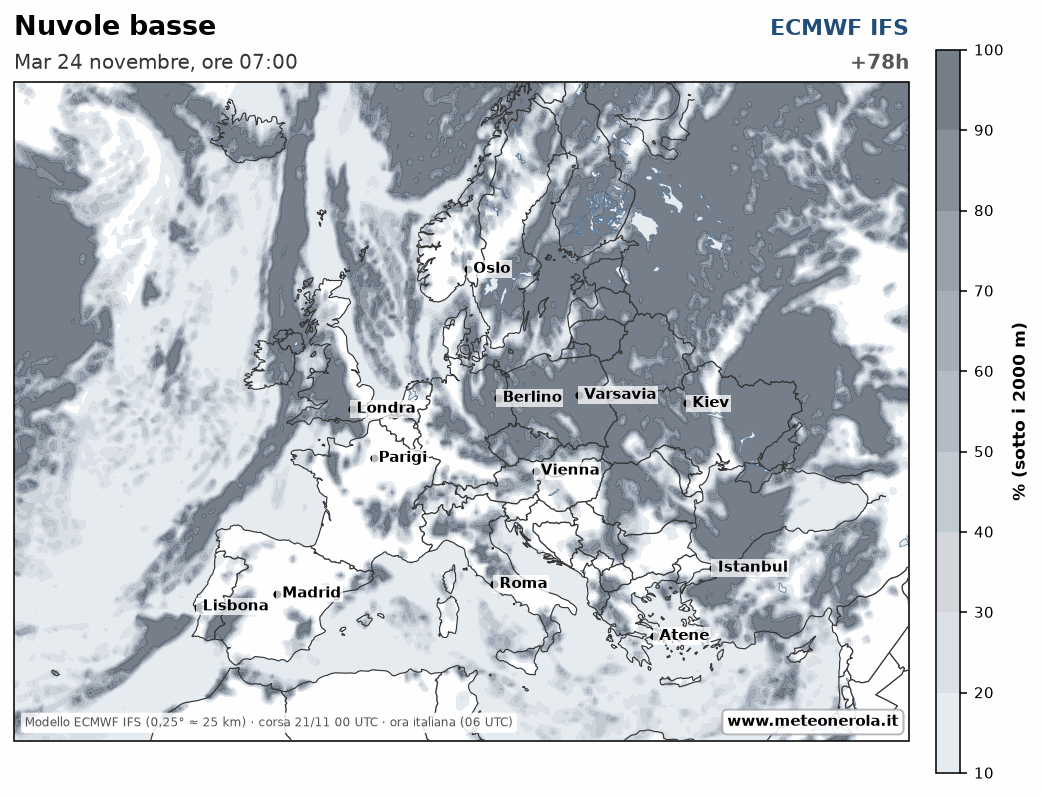 Nuvole basse
ECMWF IFS
Mar 24 novembre, ore 07:00
+78h
100
90
80
70
60
50
40
30
20
10
% (sotto i 2000 m)
Oslo
Londra
Berlino
Varsavia
Kiev
Parigi
Vienna
Istanbul
Roma
Madrid
Lisbona
Atene
Modello ECMWF IFS (0,25° ≈ 25 km) · corsa 21/11 00 UTC · ora italiana (06 UTC)
www.meteonerola.it